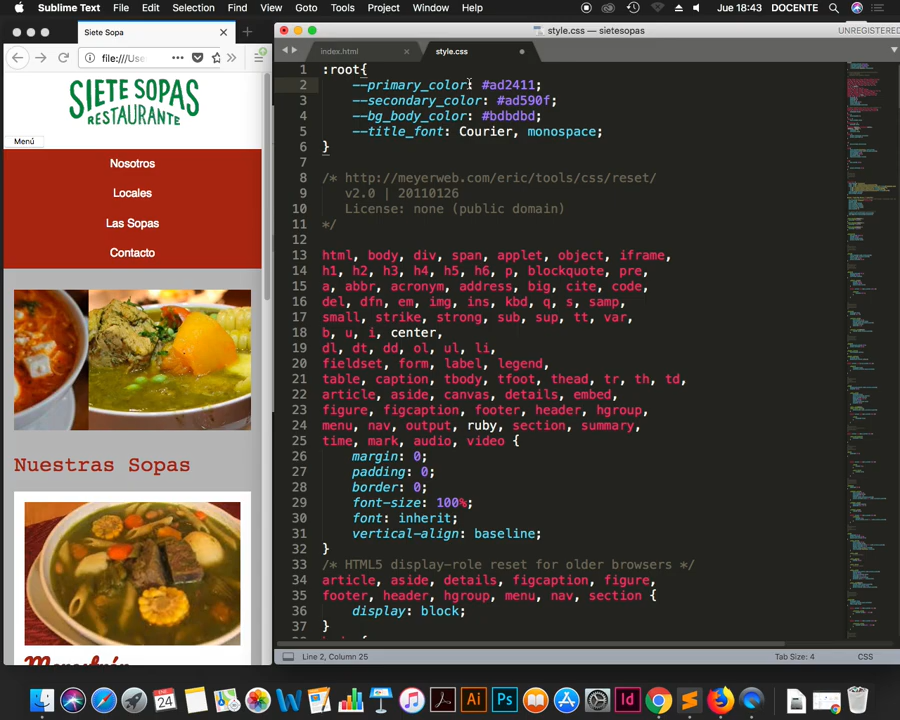 Sublime Text File Edit Selection Find View Goto Tools Project Window Help Jue 18:43 DOCENTE
Siete Sopa
file:///Use
SIETE SOPAS
RESTAURANTE
Menú
Nosotros
Locales
Las Sopas
Contacto
Nuestras Sopas
style.css — sietesopas UNREGISTERED
index.html style.css
1 :root{
2 --primary_color: #ad2411;
3 --secondary_color: #ad590f;
4 --bg_body_color: #bdbdbd;
5 --title_font: Courier, monospace;
6 }
7
8 /* http://meyerweb.com/eric/tools/css/reset/
9 v2.0 | 20110126
10 License: none (public domain)
11 */
12
13 html, body, div, span, applet, object, iframe,
14 h1, h2, h3, h4, h5, h6, p, blockquote, pre,
15 a, abbr, acronym, address, big, cite, code,
16 del, dfn, em, img, ins, kbd, q, s, samp,
17 small, strike, strong, sub, sup, tt, var,
18 b, u, i, center,
19 dl, dt, dd, ol, ul, li,
20 fieldset, form, label, legend,
21 table, caption, tbody, tfoot, thead, tr, th, td,
22 article, aside, canvas, details, embed,
23 figure, figcaption, footer, header, hgroup,
24 menu, nav, output, ruby, section, summary,
25 time, mark, audio, video {
26 margin: 0;
27 padding: 0;
28 border: 0;
29 font-size: 100%;
30 font: inherit;
31 vertical-align: baseline;
32 }
33 /* HTML5 display-role reset for older browsers */
34 article, aside, details, figcaption, figure,
35 footer, header, hgroup, menu, nav, section {
36 display: block;
37 }
Line 2, Column 25 Tab Size: 4 CSS
24
Ai Ps Id